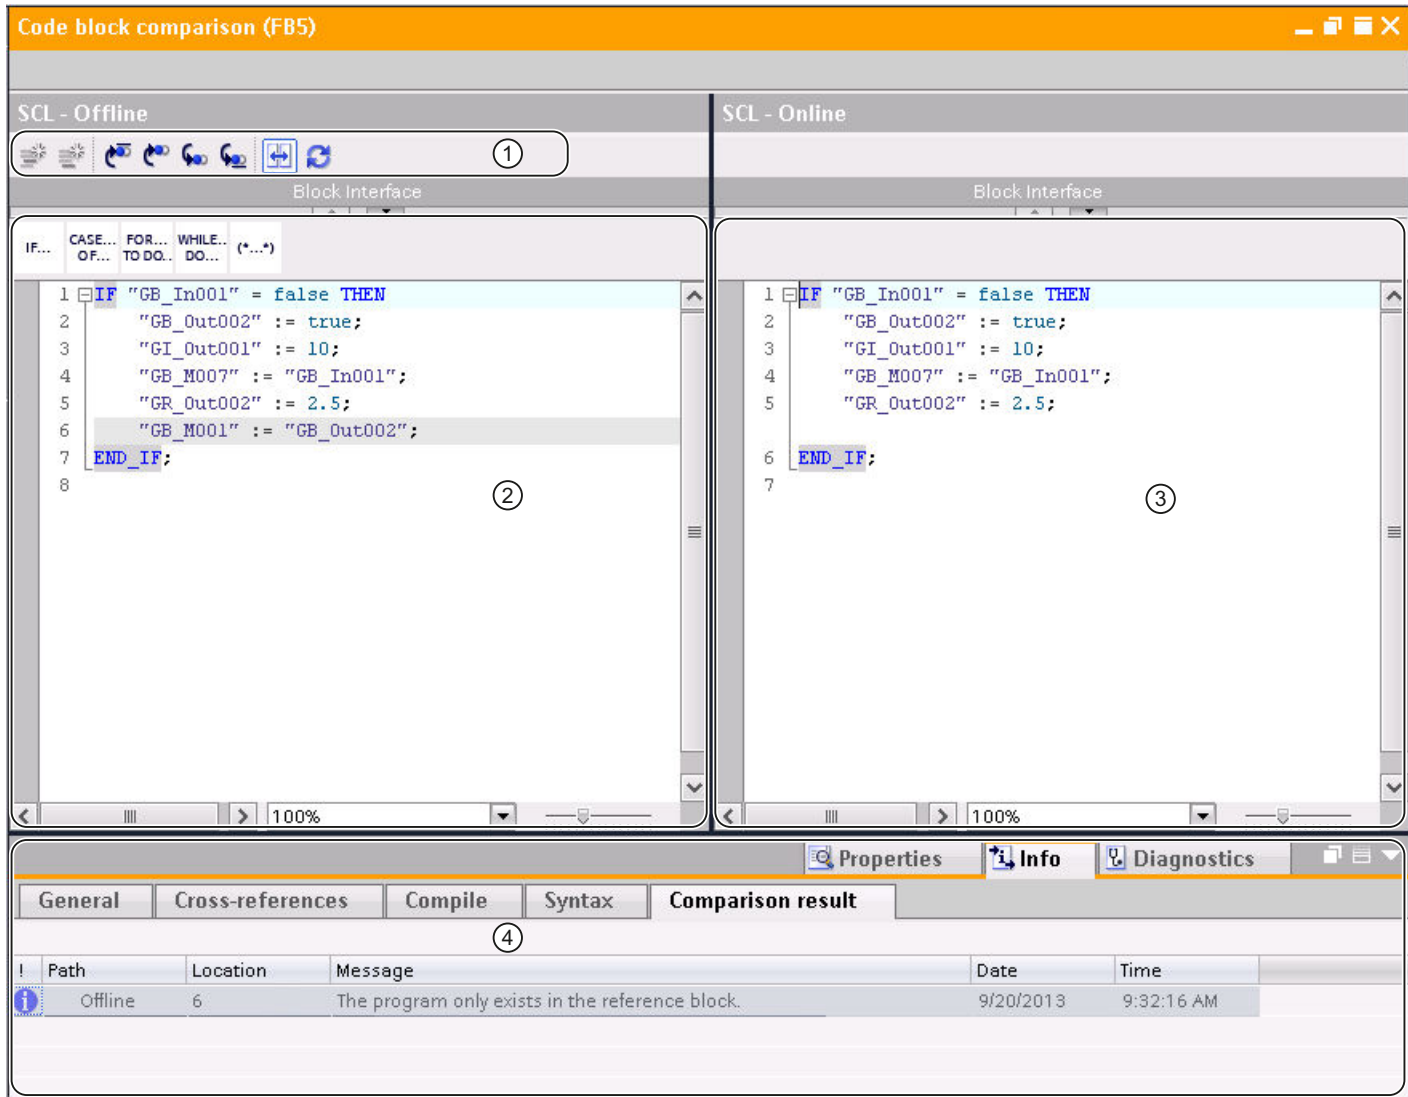 Code block comparison (FB5)
SCL - Offline
SCL - Online
①
Block Interface
Block Interface
IF... CASE... OF... FOR... TO DO.. WHILE.. DO... (*...*)
1 IF "GB_In001" = false THEN
2 "GB_Out002" := true;
3 "GI_Out001" := 10;
4 "GB_M007" := "GB_In001";
5 "GR_Out002" := 2.5;
6 "GB_M001" := "GB_Out002";
7 END_IF;
8
②
100%
1 IF "GB_In001" = false THEN
2 "GB_Out002" := true;
3 "GI_Out001" := 10;
4 "GB_M007" := "GB_In001";
5 "GR_Out002" := 2.5;
6 END_IF;
7
③
100%
Properties Info Diagnostics
General Cross-references Compile Syntax Comparison result
④
! Path Location Message Date Time
Offline 6 The program only exists in the reference block. 9/20/2013 9:32:16 AM